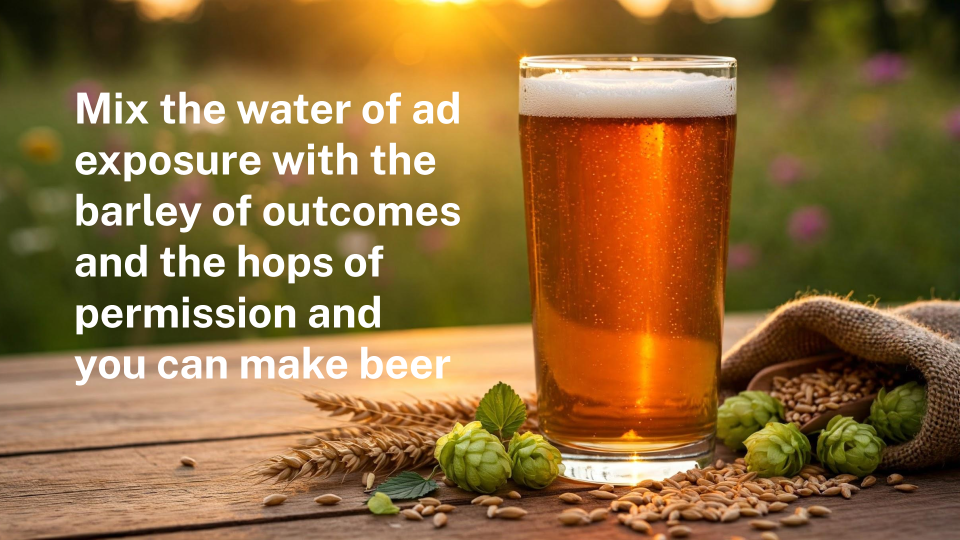 Mix the water of ad
exposure with the
barley of outcomes
and the hops of
permission and
you can make beer